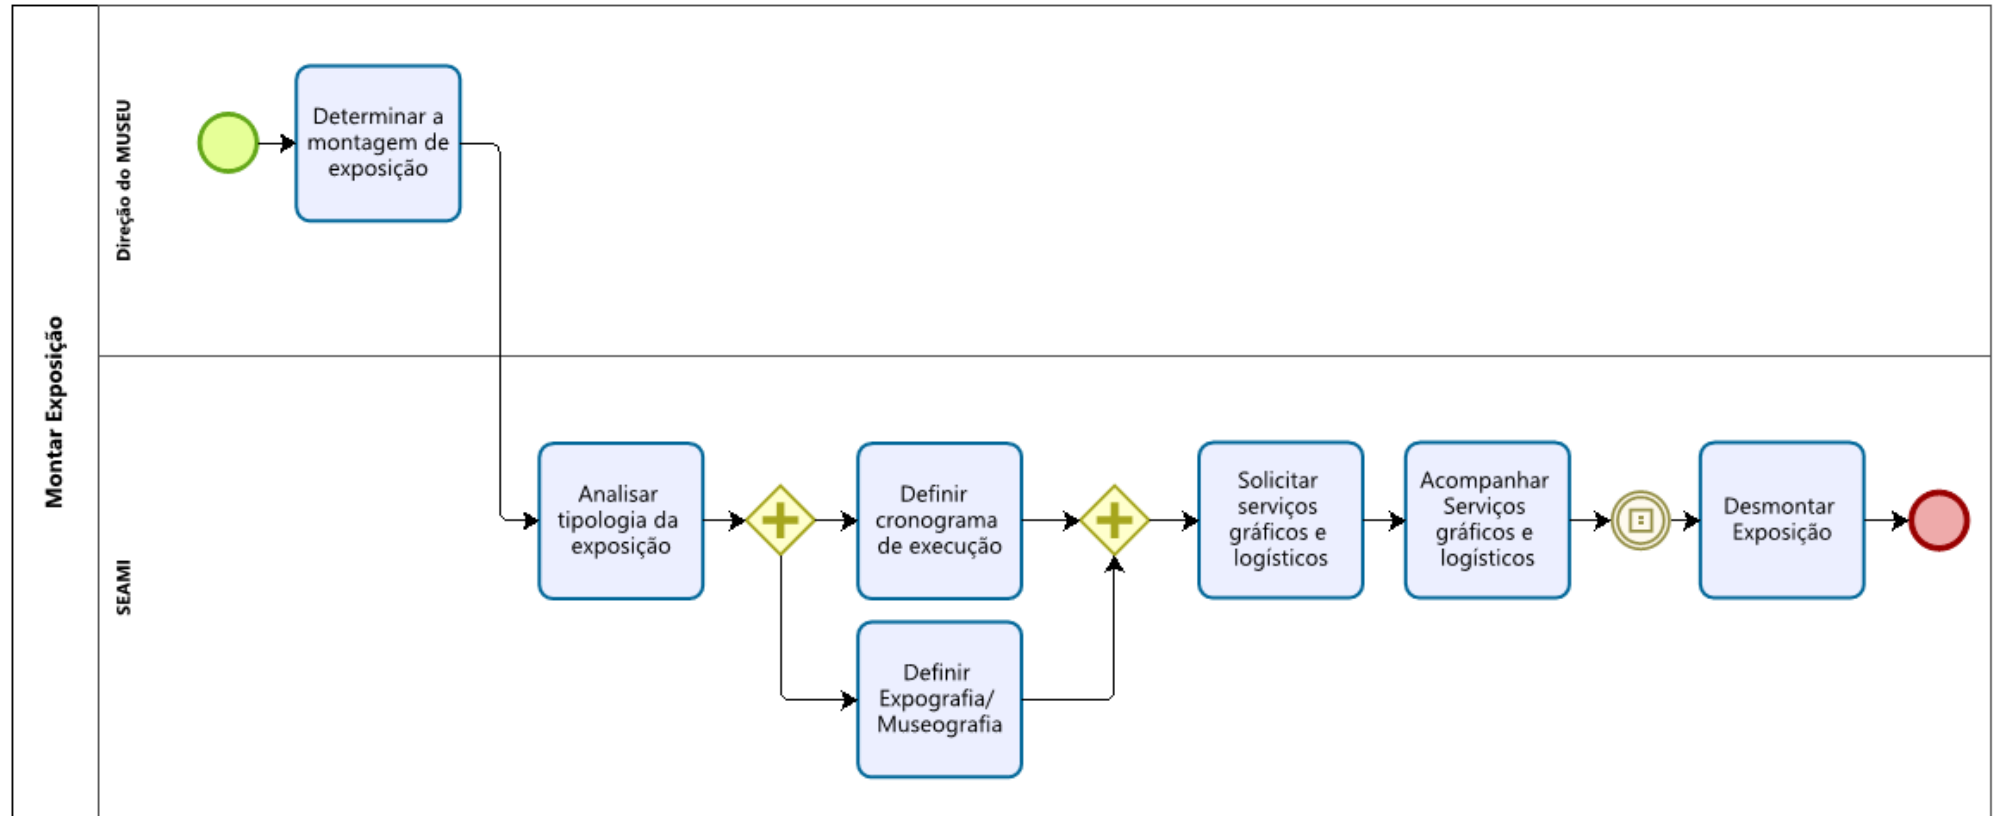 Montar Exposição
Direção do MUSEU
Determinar a
montagem de
exposição
SEAMI
Analisar
tipologia da
exposição
Definir
cronograma
de execução
Definir
Expografia/
Museografia
Solicitar
serviços
gráficos e
logísticos
Acompanhar
Serviços
gráficos e
logísticos
Desmontar
Exposição